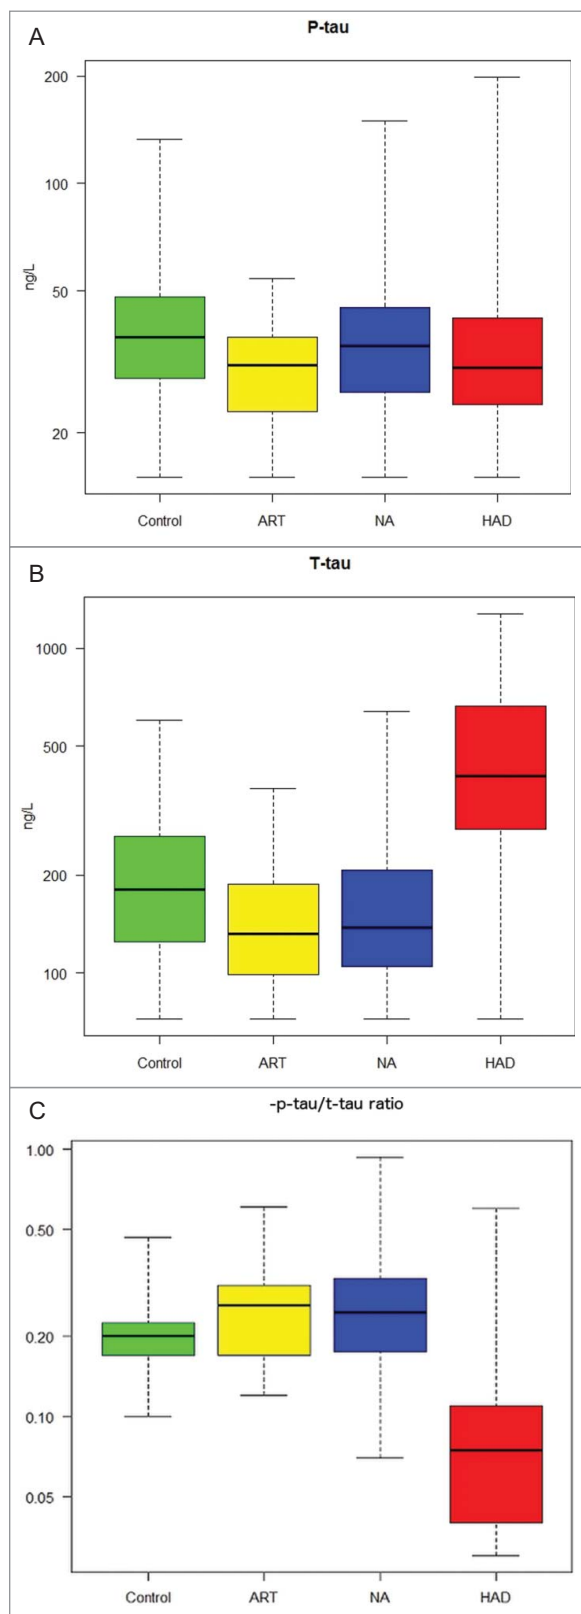 A
P-tau
200
100
50
20
ng/L
Control ART NA HAD
B
T-tau
1000
500
200
100
ng/L
Control ART NA HAD
C
-p-tau/t-tau ratio
1.00
0.50
0.20
0.10
0.05
Control ART NA HAD